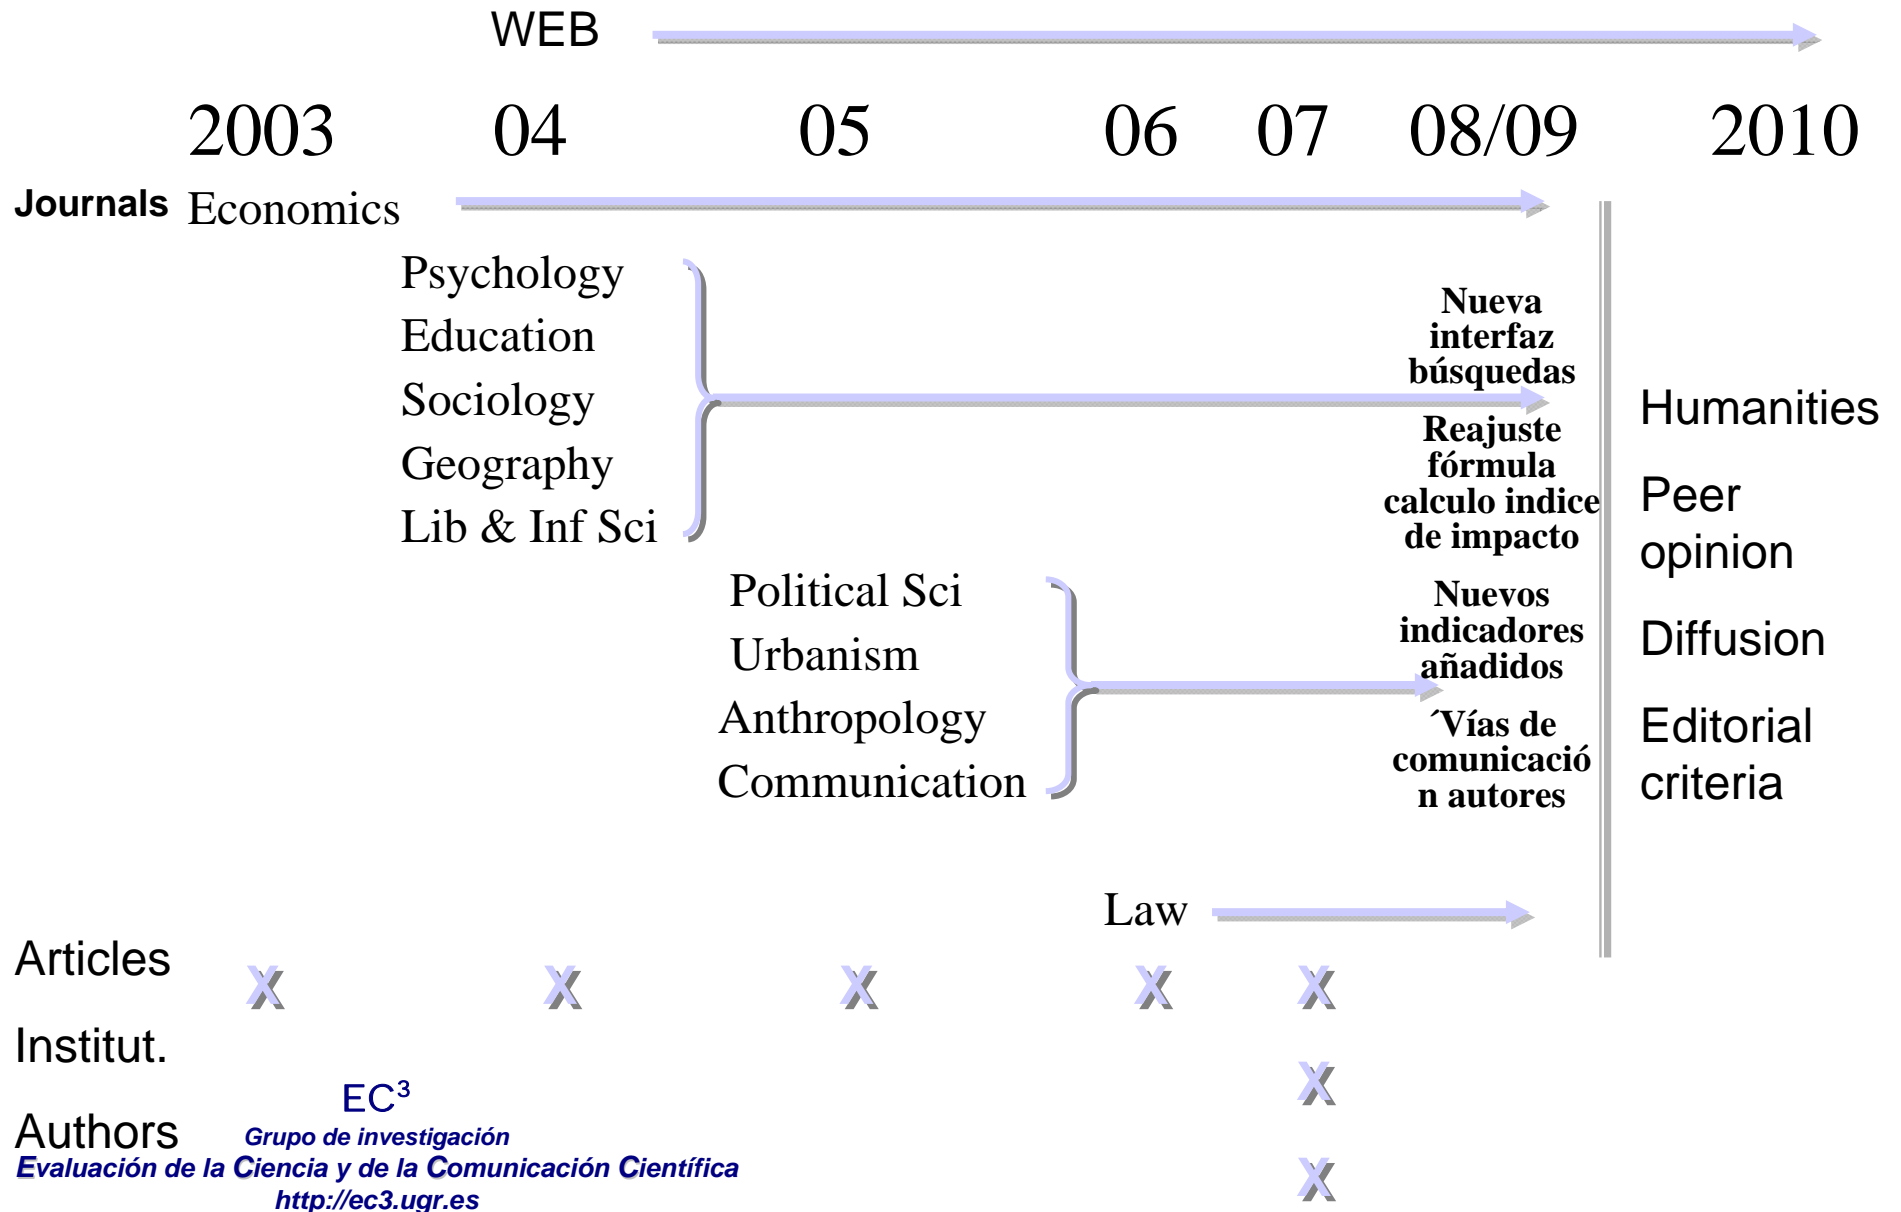 WEB
2003 04 05 06 07 08/09 2010
Journals Economics
Psychology
Education
Sociology
Geography
Lib & Inf Sci
Political Sci
Urbanism
Anthropology
Communication
Nueva
interfaz
búsquedas
Reajuste
fórmula
calculo indice
de impacto
Nuevos
indicadores
añadidos
´Vías de
comunicació
n autores
Humanities
Peer
opinion
Diffusion
Editorial
criteria
Law
Articles
X X X X X
Institut.
X
Authors
X
EC³
Grupo de investigación
Evaluación de la Ciencia y de la Comunicación Científica
http://ec3.ugr.es